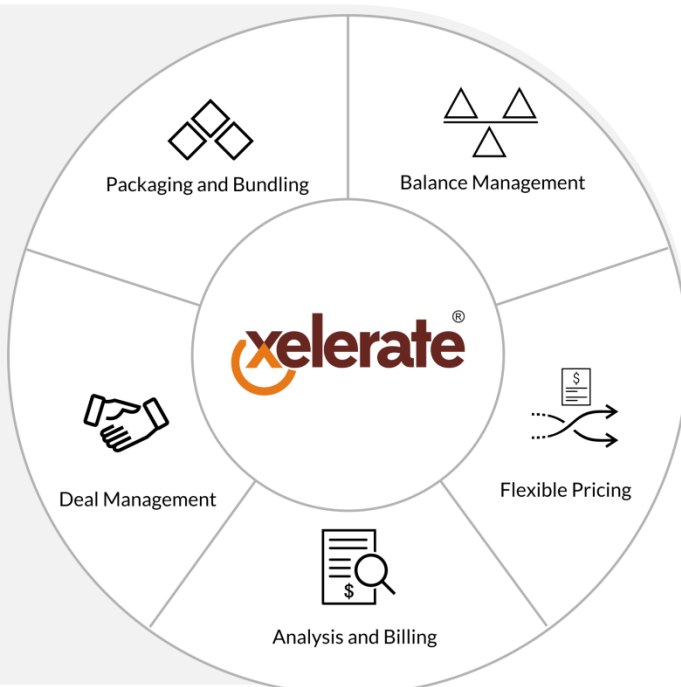 Packaging and Bundling
Balance Management
xelerate®
$
Flexible Pricing
Deal Management
$
Analysis and Billing